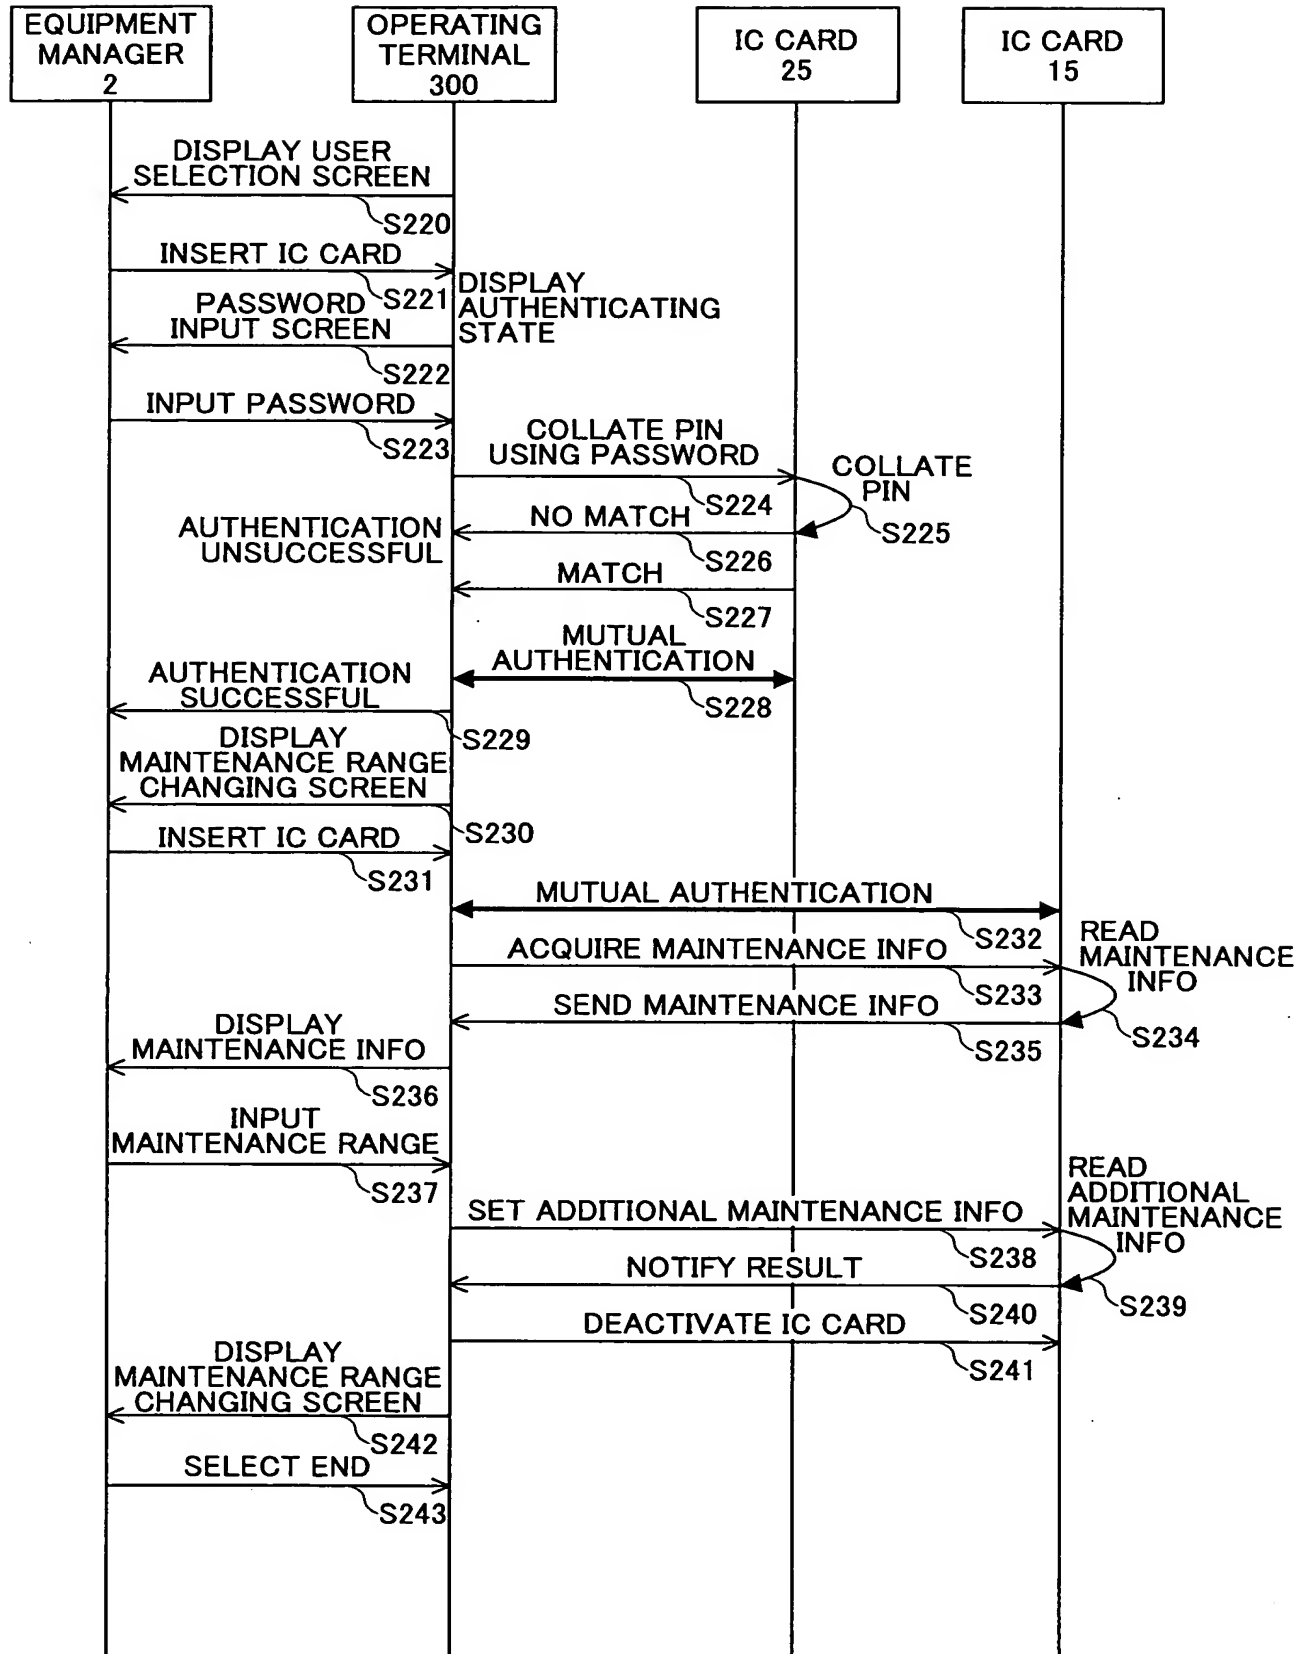 EQUIPMENT
MANAGER
2
OPERATING
TERMINAL
300
IC CARD
25
IC CARD
15
DISPLAY USER
SELECTION SCREEN
S220
INSERT IC CARD
S221
DISPLAY
AUTHENTICATING
STATE
PASSWORD
INPUT SCREEN
S222
INPUT PASSWORD
S223
COLLATE PIN
USING PASSWORD
S224
COLLATE
PIN
S225
NO MATCH
S226
AUTHENTICATION
UNSUCCESSFUL
MATCH
S227
MUTUAL
AUTHENTICATION
S228
AUTHENTICATION
SUCCESSFUL
S229
DISPLAY
MAINTENANCE RANGE
CHANGING SCREEN
S230
INSERT IC CARD
S231
MUTUAL AUTHENTICATION
S232
ACQUIRE MAINTENANCE INFO
S233
READ
MAINTENANCE
INFO
S234
SEND MAINTENANCE INFO
S235
DISPLAY
MAINTENANCE INFO
S236
INPUT
MAINTENANCE RANGE
S237
SET ADDITIONAL MAINTENANCE INFO
S238
READ
ADDITIONAL
MAINTENANCE
INFO
S239
NOTIFY RESULT
S240
DEACTIVATE IC CARD
S241
DISPLAY
MAINTENANCE RANGE
CHANGING SCREEN
S242
SELECT END
S243